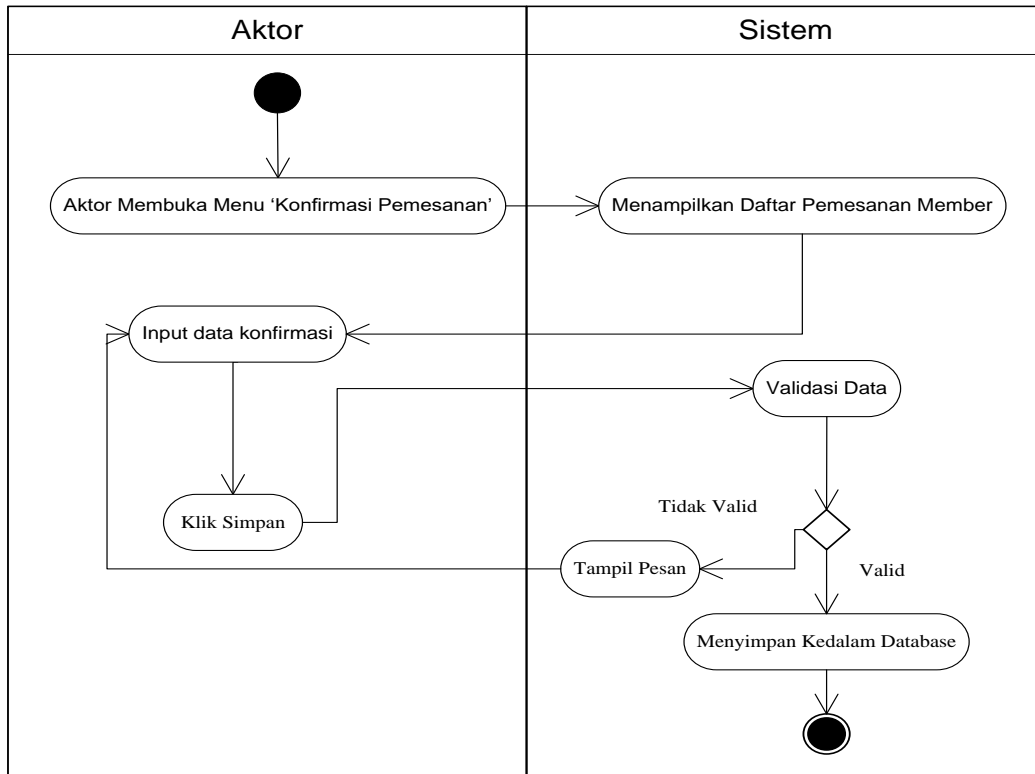 Aktor
Sistem
Aktor Membuka Menu ‘Konfirmasi Pemesanan’
Menampilkan Daftar Pemesanan Member
Input data konfirmasi
Validasi Data
Klik Simpan
Tidak Valid
Tampil Pesan
Valid
Menyimpan Kedalam Database